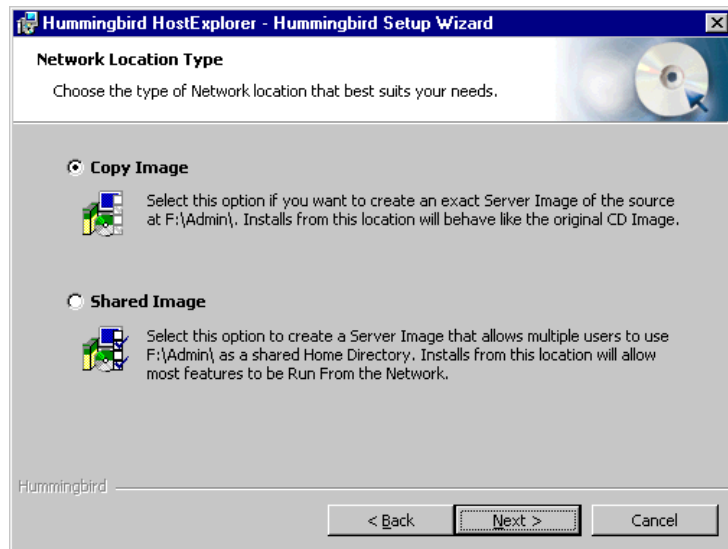 Hummingbird HostExplorer - Hummingbird Setup Wizard
Network Location Type
Choose the type of Network location that best suits your needs.
Copy Image
Select this option if you want to create an exact Server Image of the source
at F:\Admin\. Installs from this location will behave like the original CD Image.
Shared Image
Select this option to create a Server Image that allows multiple users to use
F:\Admin\ as a shared Home Directory. Installs from this location will allow
most features to be Run From the Network.
Hummingbird
< Back
Next >
Cancel